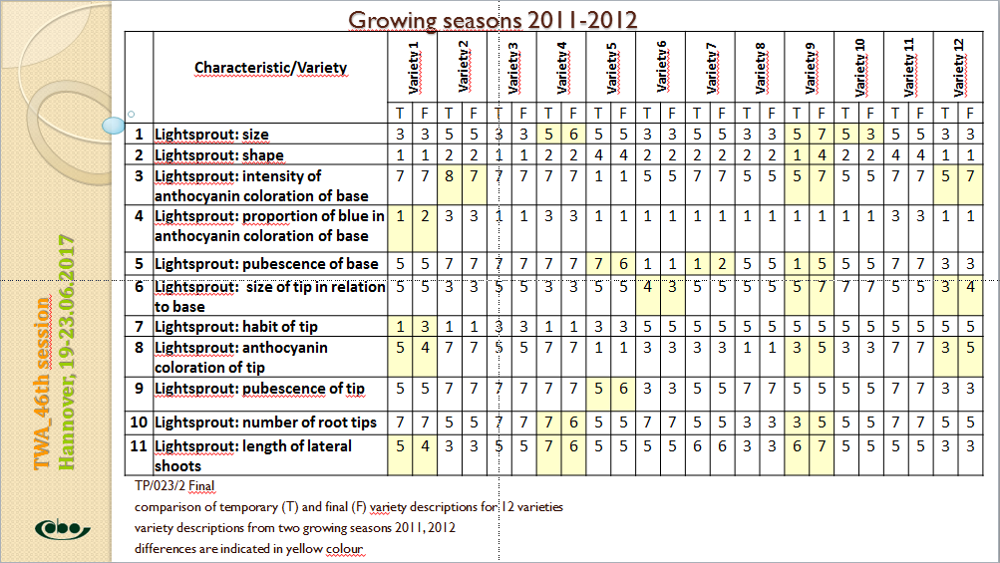 Growing seasons 2011-2012
Characteristic/Variety Variety 1 Variety 2 Variety 3 Variety 4 Variety 5 Variety 6 Variety 7 Variety 8 Variety 9 Variety 10 Variety 11 Variety 12
T F T F T F T F T F T F T F T F T F T F T F T F
1 Lightsprout: size 3 3 5 5 3 3 5 6 5 5 3 3 5 5 3 3 5 7 5 3 5 5 3 3
2 Lightsprout: shape 1 1 2 2 1 1 2 2 4 4 2 2 2 2 2 2 1 4 2 2 4 4 1 1
3 Lightsprout: intensity of 7 7 8 7 7 7 7 7 1 1 5 5 7 7 5 5 5 7 5 5 7 7 5 7
anthocyanin coloration of base
4 Lightsprout: proportion of blue in 1 2 3 3 1 1 3 3 1 1 1 1 1 1 1 1 1 1 1 1 3 3 1 1
anthocyanin coloration of base
5 Lightsprout: pubescence of base 5 5 7 7 7 7 7 7 7 6 1 1 1 2 5 5 1 5 5 5 7 7 3 3
6 Lightsprout: size of tip in relation 5 5 3 3 5 5 3 3 5 5 4 3 5 5 5 5 5 7 7 7 5 5 3 4
to base
7 Lightsprout: habit of tip 1 3 1 1 3 3 1 1 3 3 5 5 5 5 5 5 5 5 5 5 5 5 5 5
8 Lightsprout: anthocyanin 5 4 7 7 5 5 7 7 1 1 3 3 3 3 1 1 3 5 3 3 7 7 3 5
coloration of tip
9 Lightsprout: pubescence of tip 5 5 7 7 7 7 7 7 5 6 3 3 5 5 7 7 5 5 5 5 7 7 3 3
10 Lightsprout: number of root tips 7 7 5 5 7 7 7 6 5 5 7 7 5 5 3 3 3 5 5 5 7 7 5 5
11 Lightsprout: length of lateral 5 4 3 3 5 5 7 6 5 5 5 5 6 6 3 3 6 7 5 5 5 5 3 3
shoots
TP/023/2 Final
comparison of temporary (T) and final (F) variety descriptions for 12 varieties
variety descriptions from two growing seasons 2011, 2012
differences are indicated in yellow colour
TWA_46th session
Hannover, 19-23.06.2017